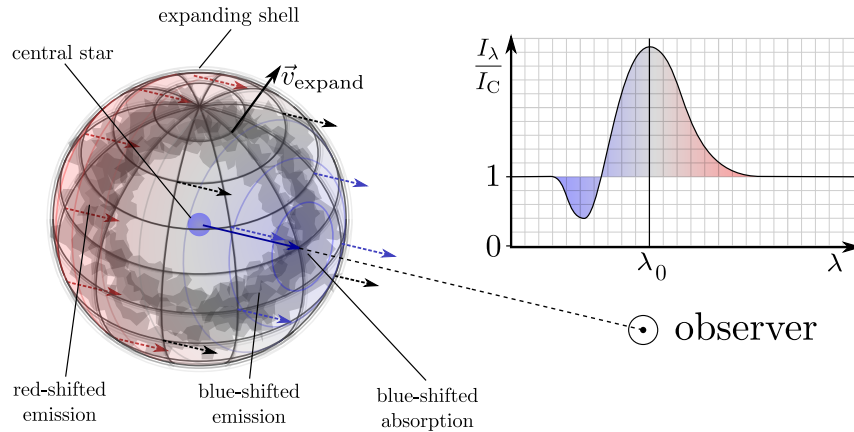 expanding shell
central star
v⃗expand
red-shifted
emission
blue-shifted
emission
blue-shifted
absorption
Iλ
IC
1
0
λ0
λ
observer